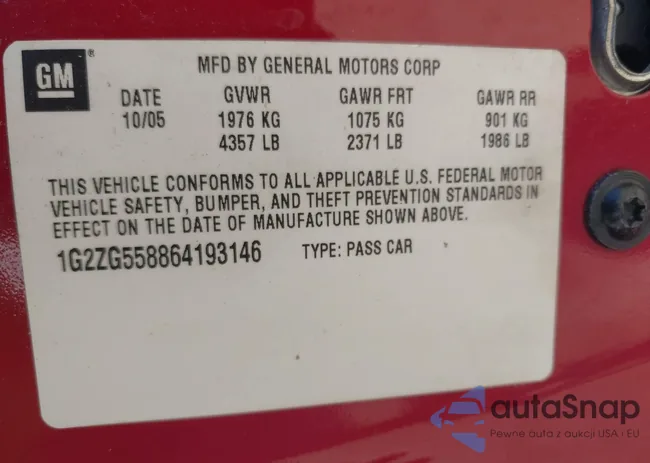 GM®
MFD BY GENERAL MOTORS CORP
DATE GVWR GAWR FRT GAWR RR
10/05 1976 KG 1075 KG 901 KG
4357 LB 2371 LB 1986 LB
THIS VEHICLE CONFORMS TO ALL APPLICABLE U.S. FEDERAL MOTOR
VEHICLE SAFETY, BUMPER, AND THEFT PREVENTION STANDARDS IN
EFFECT ON THE DATE OF MANUFACTURE SHOWN ABOVE.
1G2ZG558864193146 TYPE: PASS CAR
autaSnap
Pewne auta z aukcji USA i EU